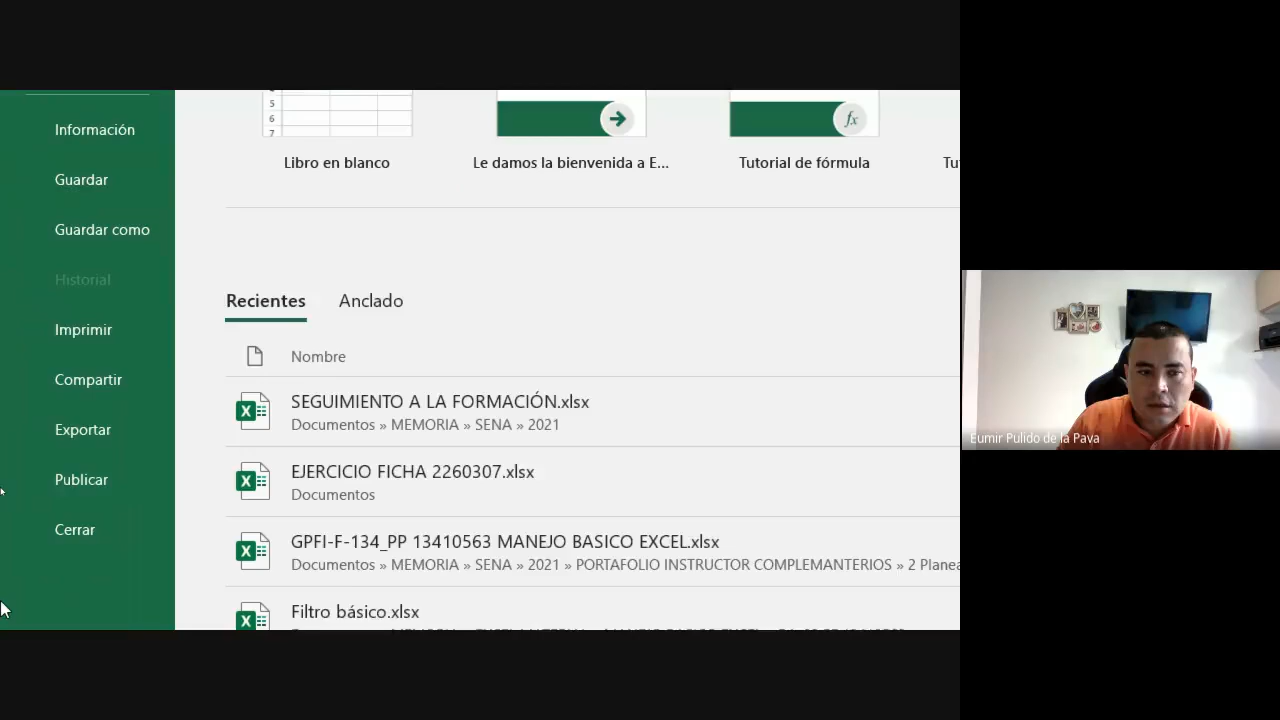 Información
Guardar
Guardar como
Historial
Imprimir
Compartir
Exportar
Publicar
Cerrar
5
6
7
fx
Libro en blanco
Le damos la bienvenida a E...
Tutorial de fórmula
Tu
Recientes
Anclado
Nombre
SEGUIMIENTO A LA FORMACIÓN.xlsx
Documentos » MEMORIA » SENA » 2021
EJERCICIO FICHA 2260307.xlsx
Documentos
GPFI-F-134_PP 13410563 MANEJO BASICO EXCEL.xlsx
Documentos » MEMORIA » SENA » 2021 » PORTAFOLIO INSTRUCTOR COMPLEMANTERIOS » 2 Planea
Filtro básico.xlsx
Eumir Pulido de la Pava